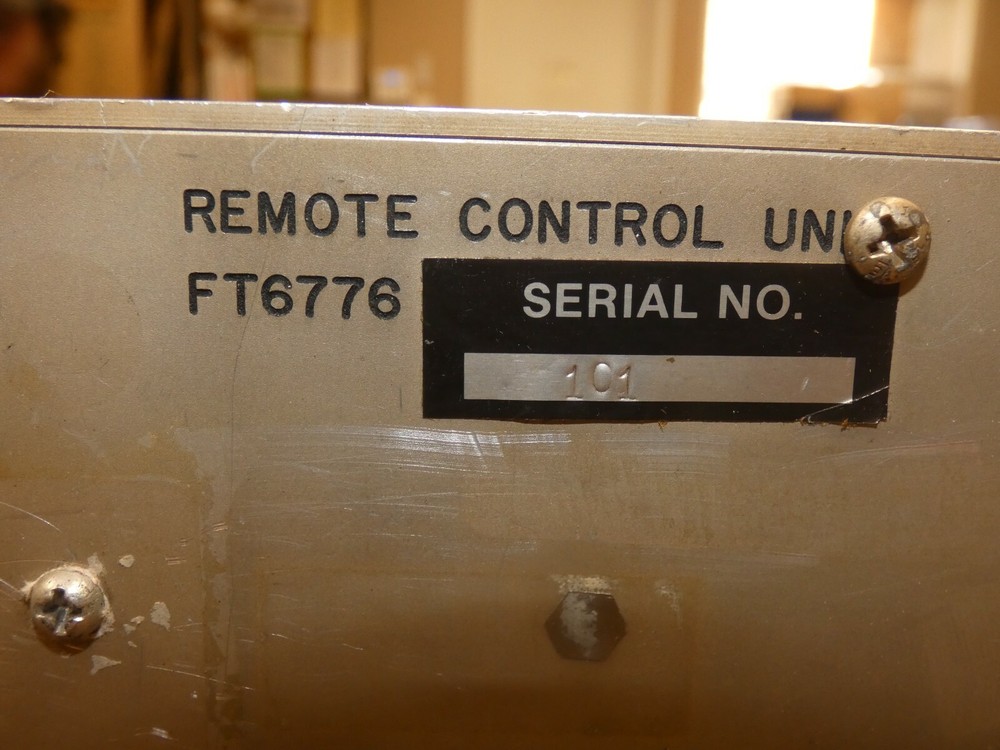 REMOTE CONTROL UNI
FT6776
SERIAL NO.
101